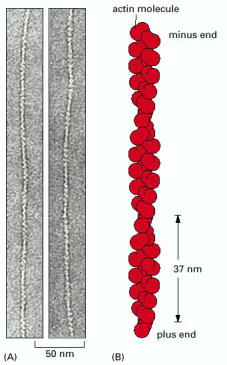 actin molecule
minus end
37 nm
plus end
50 nm
(A)
(B)